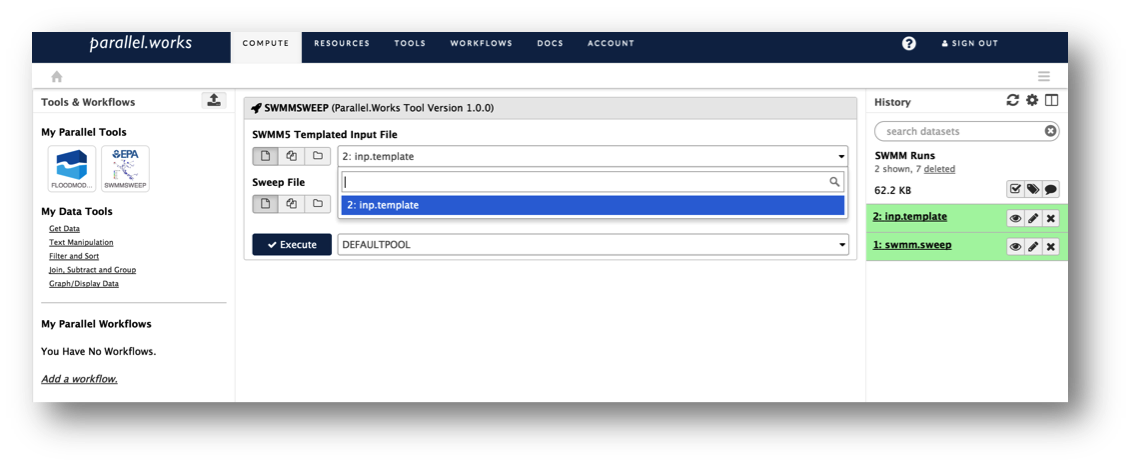 parallel.works
COMPUTE RESOURCES TOOLS WORKFLOWS DOCS ACCOUNT ? SIGN OUT
Tools & Workflows
My Parallel Tools
EPA
FLOODMOD... SWMMSWEEP
My Data Tools
Get Data
Text Manipulation
Filter and Sort
Join, Subtract and Group
Graph/Display Data
My Parallel Workflows
You Have No Workflows.
Add a workflow.
SWMMSWEEP (Parallel.Works Tool Version 1.0.0)
SWMM5 Templated Input File
2: inp.template
Sweep File
2: inp.template
Execute DEFAULTPOOL
History
search datasets
SWMM Runs
2 shown, 7 deleted
62.2 KB
2: inp.template
1: swmm.sweep